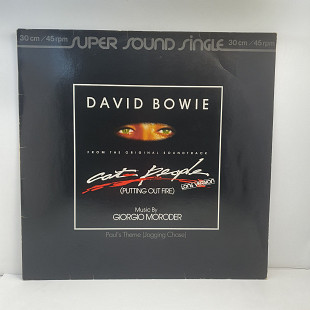 30 cm / 45 rpm SUPER SOUND SINGLE 30 cm / 45 rpm
DAVID BOWIE
FROM THE ORIGINAL SOUNDTRACK
cat people
LONG VERSION
(PUTTING OUT FIRE)
Music By
GIORGIO MORODER
Paul's Theme (Jogging Chase)